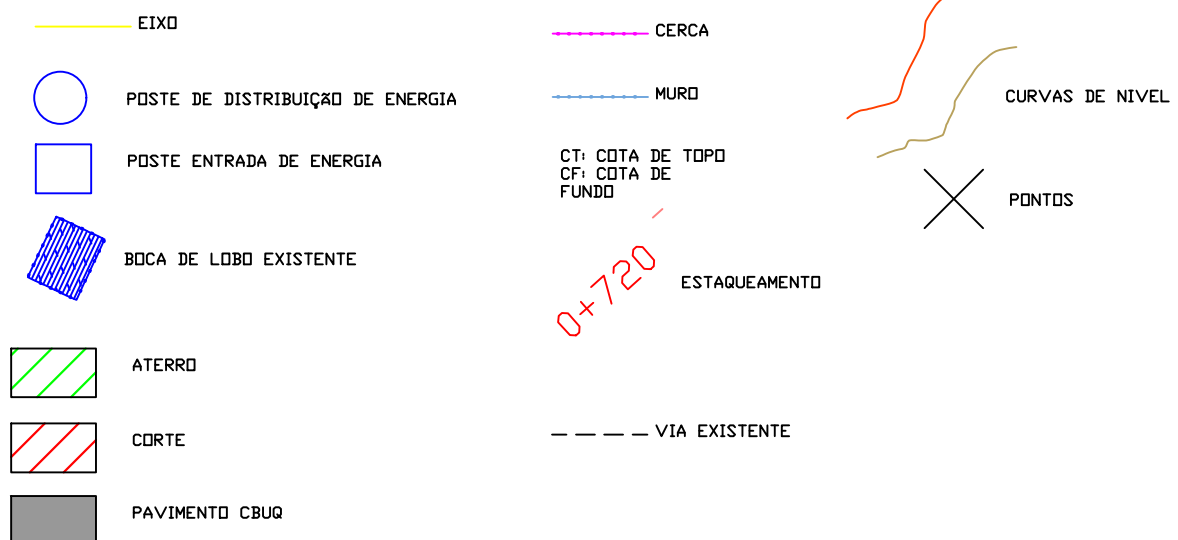 EIXO
POSTE DE DISTRIBUIÇÃO DE ENERGIA
POSTE ENTRADA DE ENERGIA
BOCA DE LOBO EXISTENTE
ATERRO
CORTE
PAVIMENTO CBUQ
CERCA
MURO
CT: COTA DE TOPO
CF: COTA DE
FUNDO
0+720
ESTAQUEAMENTO
VIA EXISTENTE
CURVAS DE NIVEL
PONTOS